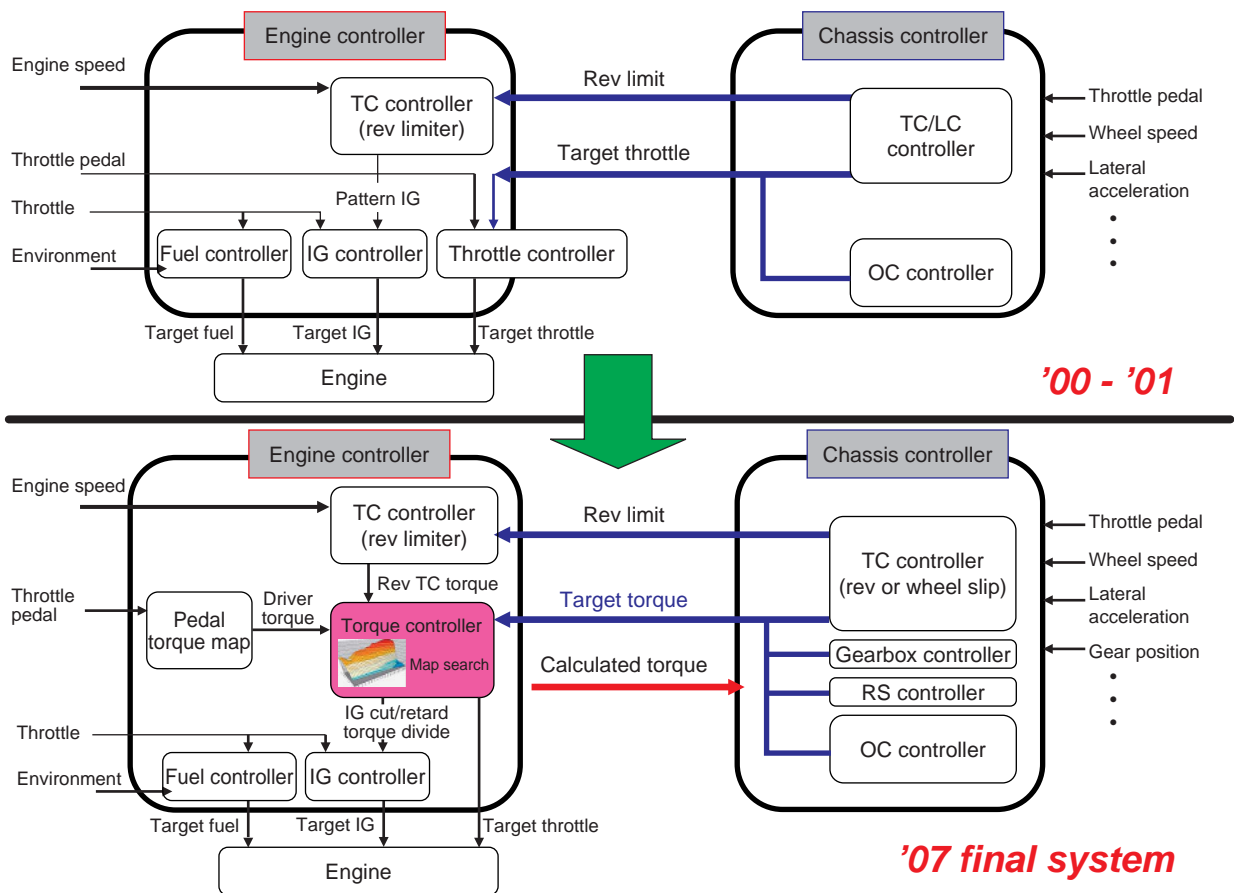 Engine controller
Chassis controller
Engine speed
TC controller
(rev limiter)
Rev limit
TC/LC
controller
Throttle pedal
Wheel speed
Lateral
acceleration
Throttle pedal
Target throttle
Pattern IG
Throttle
Environment
Fuel controller
IG controller
Throttle controller
OC controller
Target fuel
Target IG
Target throttle
Engine
’00 - ’01
Engine controller
Chassis controller
Engine speed
TC controller
(rev limiter)
Rev limit
TC controller
(rev or wheel slip)
Throttle pedal
Wheel speed
Lateral
acceleration
Gear position
Rev TC torque
Throttle
pedal
Pedal
torque map
Driver
torque
Torque controller
Map search
Target torque
Calculated torque
Gearbox controller
RS controller
OC controller
IG cut/retard
torque divide
Throttle
Environment
Fuel controller
IG controller
Target fuel
Target IG
Target throttle
Engine
’07 final system